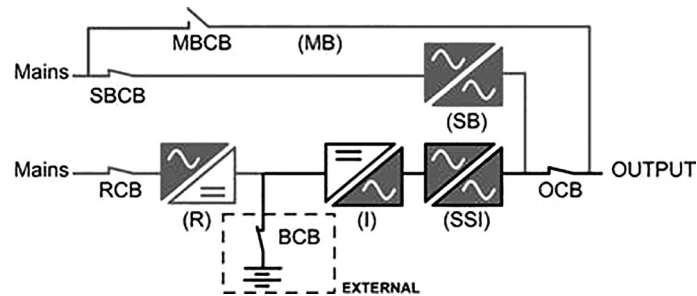 MBCB
(MB)
Mains
SBCB
(SB)
Mains
OUTPUT
RCB
OCB
(R)
(I)
(SSI)
BCB
EXTERNAL